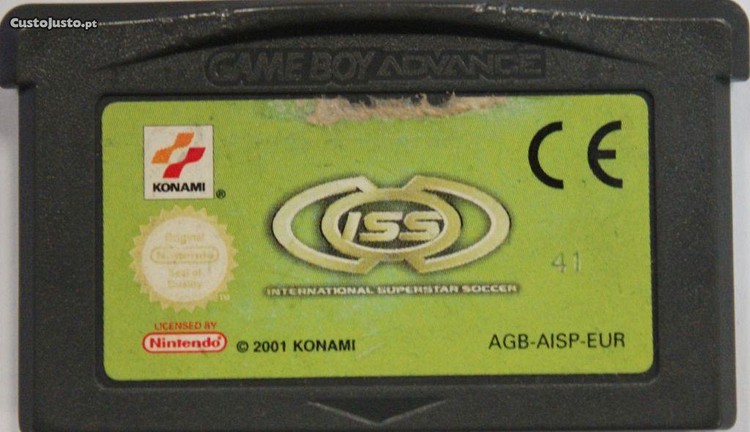 CustoJusto.pt
GAME BOY ADVANCE
KONAMI
®
CE
ISS
INTERNATIONAL SUPERSTAR SOCCER
Original
Nintendo
Seal of
Quality
TM
41
LICENSED BY
Nintendo®
© 2001 KONAMI
AGB-AISP-EUR